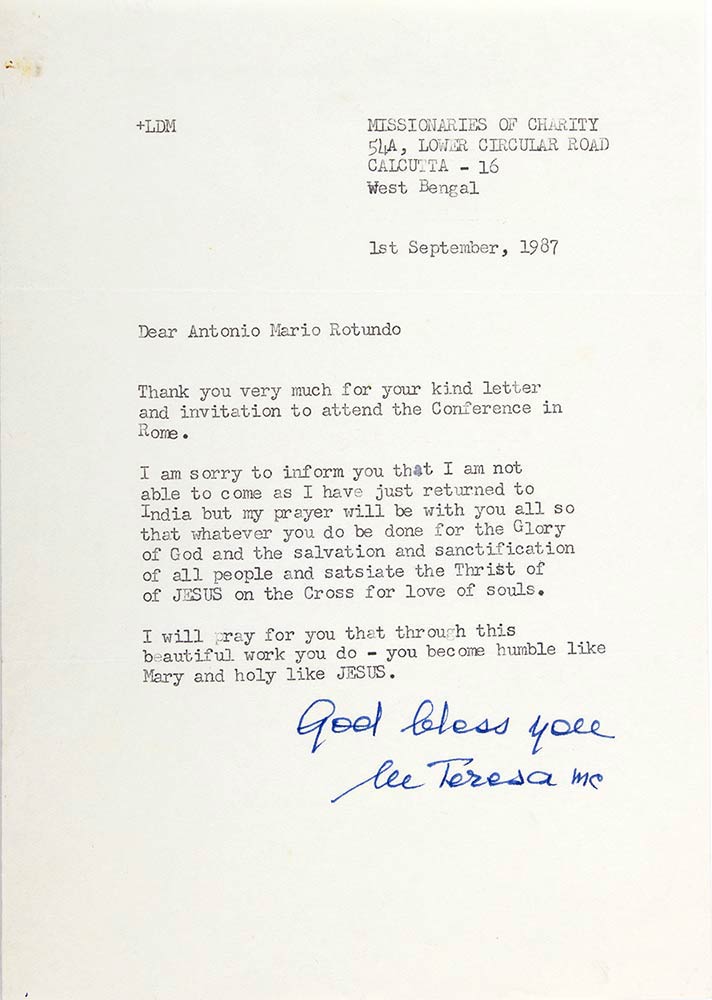 +LDM
MISSIONARIES OF CHARITY
54A, LOWER CIRCULAR ROAD
CALCUTTA - 16
West Bengal
1st September, 1987
Dear Antonio Mario Rotundo
Thank you very much for your kind letter
and invitation to attend the Conference in
Rome.
I am sorry to inform you that I am not
able to come as I have just returned to
India but my prayer will be with you all so
that whatever you do be done for the Glory
of God and the salvation and sanctification
of all people and satsiate the Thrist of
of JESUS on the Cross for love of souls.
I will pray for you that through this
beautiful work you do - you become humble like
Mary and holy like JESUS.
God bless you
M Teresa mc